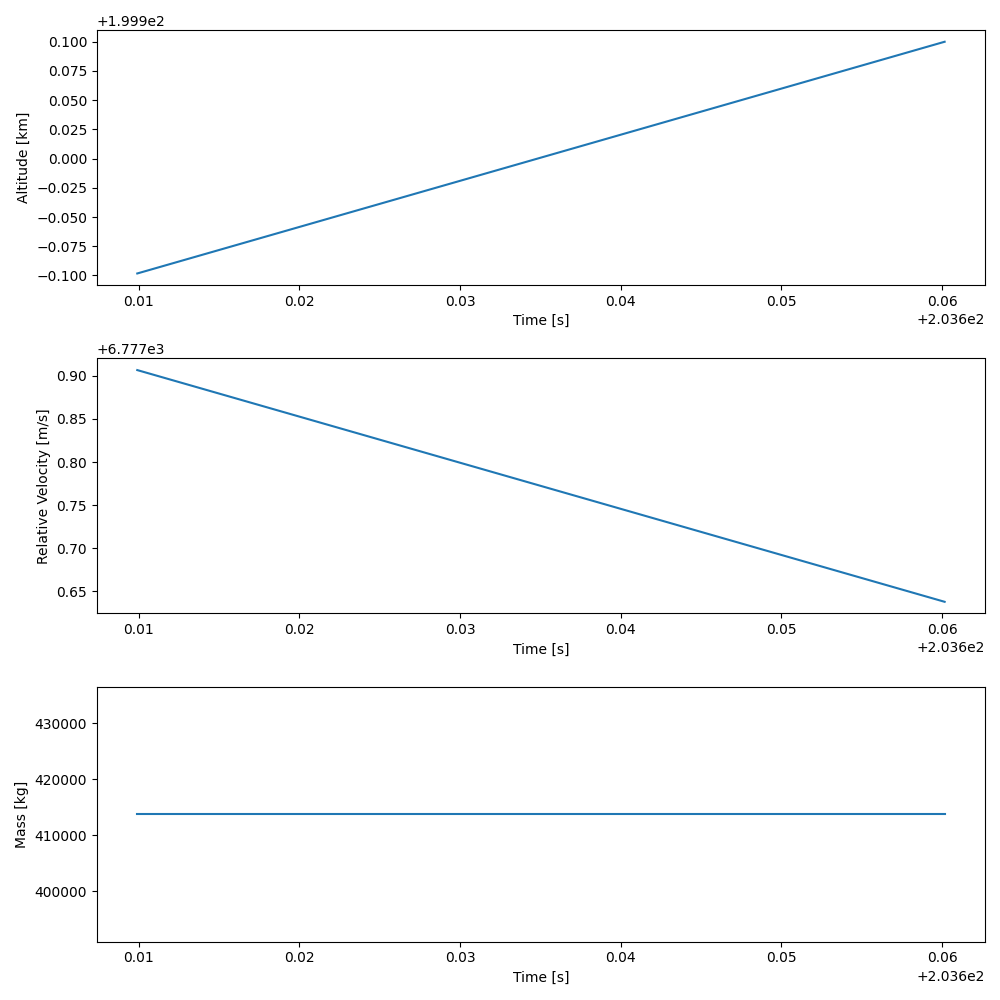 +1.999e2
0.100
0.075
0.050
0.025
0.000
−0.025
−0.050
−0.075
−0.100
Altitude [km]
0.01 0.02 0.03 0.04 0.05 0.06
Time [s]
+2.036e2
+6.777e3
0.90
0.85
0.80
0.75
0.70
0.65
Relative Velocity [m/s]
0.01 0.02 0.03 0.04 0.05 0.06
Time [s]
+2.036e2
430000
420000
410000
400000
Mass [kg]
0.01 0.02 0.03 0.04 0.05 0.06
Time [s]
+2.036e2